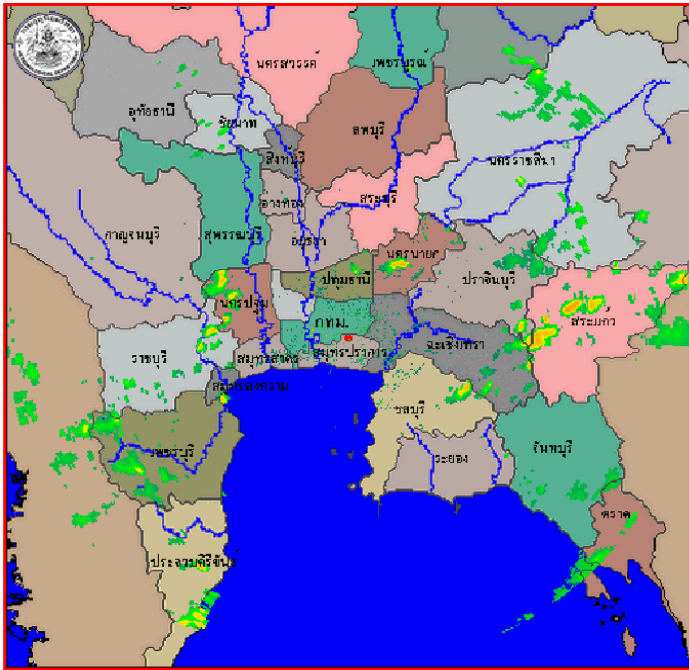 นครสวรรค์
เพชรบูรณ์
อุทัยธานี
ชัยนาท
ลพบุรี
สิงห์บุรี
นครราชสีมา
สระบุรี
อ่างทอง
กาญจนบุรี
สุพรรณบุรี
อยุธยา
นครนายก
ปราจีนบุรี
ปทุมธานี
นครปฐม
กทม.
สระแก้ว
ฉะเชิงเทรา
ราชบุรี
สมุทรสาคร
สมุทรปราการ
สมุทรสงคราม
ชลบุรี
เพชรบุรี
ระยอง
จันทบุรี
ตราด
ประจวบคีรีขันธ์